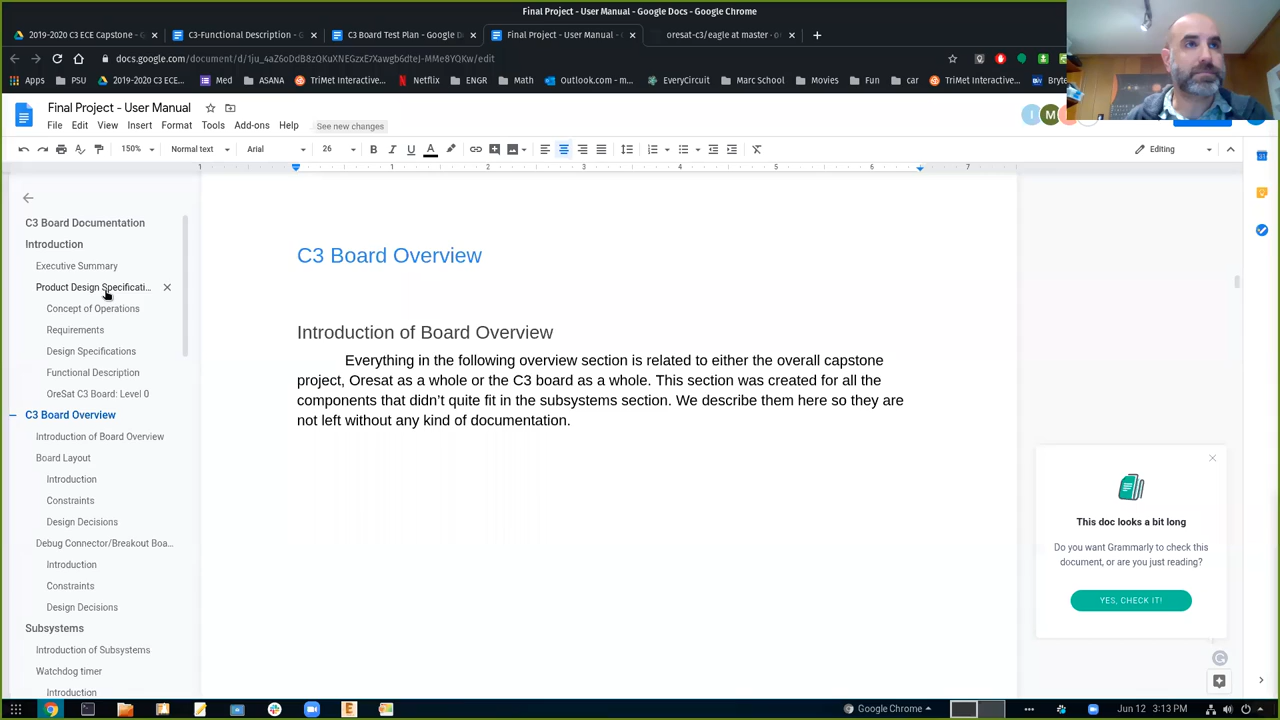 Final Project - User Manual - Google Docs - Google Chrome
2019-2020 C3 ECE Capstone -
C3-Functional Description -
C3 Board Test Plan - Google D
Final Project - User Manual -
oresat-c3/eagle at master · o
docs.google.com/document/d/1ju_4aZ6oDdB8zQKuXNEGzxE7Xawgb6dteJ-MMe8YQKw/edit
Apps
PSU
2019-2020 C3 ECE...
Med
ASANA
TriMet Interactive...
Netflix
ENGR
Math
Outlook.com - m...
EveryCircuit
Marc School
Movies
Fun
car
TriMet Interactive...
Bryte
Final Project - User Manual
File Edit View Insert Format Tools Add-ons Help
See new changes
I
M
150%
Normal text
Arial
26
B I U A
Editing
1 1 2 3 4 5 6 7
C3 Board Documentation
Introduction
Executive Summary
Product Design Specificati...
Concept of Operations
Requirements
Design Specifications
Functional Description
OreSat C3 Board: Level 0
C3 Board Overview
Introduction of Board Overview
Board Layout
Introduction
Constraints
Design Decisions
Debug Connector/Breakout Boa...
Introduction
Constraints
Design Decisions
Subsystems
Introduction of Subsystems
Watchdog timer
Introduction
C3 Board Overview
Introduction of Board Overview
Everything in the following overview section is related to either the overall capstone
project, Oresat as a whole or the C3 board as a whole. This section was created for all the
components that didn't quite fit in the subsystems section. We describe them here so they are
not left without any kind of documentation.
This doc looks a bit long
Do you want Grammarly to check this
document, or are you just reading?
YES, CHECK IT!
Google Chrome
Jun 12 3:13 PM